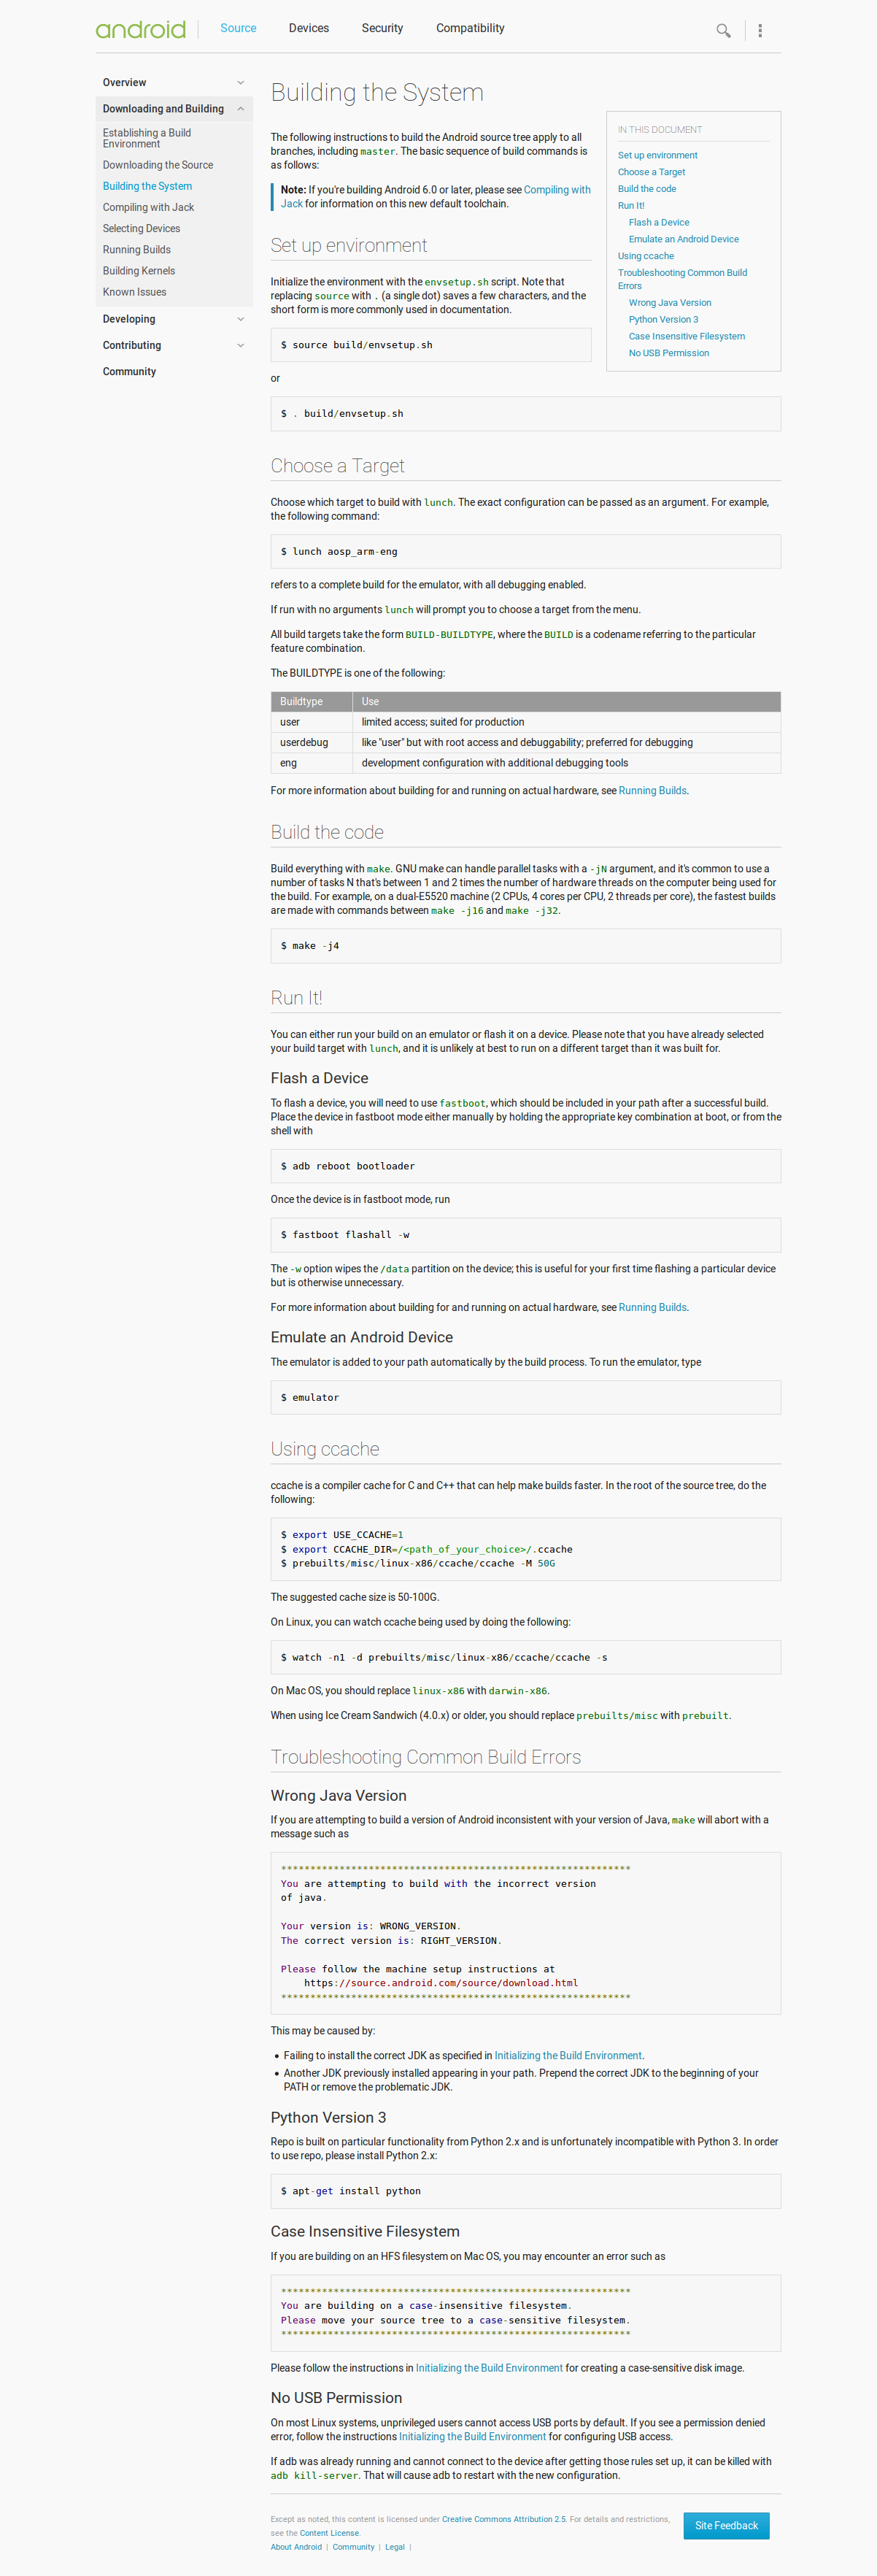 android
Source
Devices
Security
Compatibility
Overview
Downloading and Building
Establishing a Build
Environment
Downloading the Source
Building the System
Compiling with Jack
Selecting Devices
Running Builds
Building Kernels
Known Issues
Developing
Contributing
Community
Building the System
IN THIS DOCUMENT
Set up environment
Choose a Target
Build the code
Run It!
Flash a Device
Emulate an Android Device
Using ccache
Troubleshooting Common Build
Errors
Wrong Java Version
Python Version 3
Case Insensitive Filesystem
No USB Permission
The following instructions to build the Android source tree apply to all
branches, including master. The basic sequence of build commands is
as follows:
Note: If you're building Android 6.0 or later, please see Compiling with
Jack for information on this new default toolchain.
Set up environment
Initialize the environment with the envsetup.sh script. Note that
replacing source with . (a single dot) saves a few characters, and the
short form is more commonly used in documentation.
$ source build/envsetup.sh
or
$ . build/envsetup.sh
Choose a Target
Choose which target to build with lunch. The exact configuration can be passed as an argument. For example,
the following command:
$ lunch aosp_arm-eng
refers to a complete build for the emulator, with all debugging enabled.
If run with no arguments lunch will prompt you to choose a target from the menu.
All build targets take the form BUILD-BUILDTYPE, where the BUILD is a codename referring to the particular
feature combination.
The BUILDTYPE is one of the following:
Buildtype Use
user limited access; suited for production
userdebug like "user" but with root access and debuggability; preferred for debugging
eng development configuration with additional debugging tools
For more information about building for and running on actual hardware, see Running Builds.
Build the code
Build everything with make. GNU make can handle parallel tasks with a -jN argument, and it's common to use a
number of tasks N that's between 1 and 2 times the number of hardware threads on the computer being used for
the build. For example, on a dual-E5520 machine (2 CPUs, 4 cores per CPU, 2 threads per core), the fastest builds
are made with commands between make -j16 and make -j32.
$ make -j4
Run It!
You can either run your build on an emulator or flash it on a device. Please note that you have already selected
your build target with lunch, and it is unlikely at best to run on a different target than it was built for.
Flash a Device
To flash a device, you will need to use fastboot, which should be included in your path after a successful build.
Place the device in fastboot mode either manually by holding the appropriate key combination at boot, or from the
shell with
$ adb reboot bootloader
Once the device is in fastboot mode, run
$ fastboot flashall -w
The -w option wipes the /data partition on the device; this is useful for your first time flashing a particular device
but is otherwise unnecessary.
For more information about building for and running on actual hardware, see Running Builds.
Emulate an Android Device
The emulator is added to your path automatically by the build process. To run the emulator, type
$ emulator
Using ccache
ccache is a compiler cache for C and C++ that can help make builds faster. In the root of the source tree, do the
following:
$ export USE_CCACHE=1
$ export CCACHE_DIR=/<path_of_your_choice>/.ccache
$ prebuilts/misc/linux-x86/ccache/ccache -M 50G
The suggested cache size is 50-100G.
On Linux, you can watch ccache being used by doing the following:
$ watch -n1 -d prebuilts/misc/linux-x86/ccache/ccache -s
On Mac OS, you should replace linux-x86 with darwin-x86.
When using Ice Cream Sandwich (4.0.x) or older, you should replace prebuilts/misc with prebuilt.
Troubleshooting Common Build Errors
Wrong Java Version
If you are attempting to build a version of Android inconsistent with your version of Java, make will abort with a
message such as
************************************************************
You are attempting to build with the incorrect version
of java.
Your version is: WRONG_VERSION.
The correct version is: RIGHT_VERSION.
Please follow the machine setup instructions at
https://source.android.com/source/download.html
************************************************************
This may be caused by:
• Failing to install the correct JDK as specified in Initializing the Build Environment.
• Another JDK previously installed appearing in your path. Prepend the correct JDK to the beginning of your
PATH or remove the problematic JDK.
Python Version 3
Repo is built on particular functionality from Python 2.x and is unfortunately incompatible with Python 3. In order
to use repo, please install Python 2.x:
$ apt-get install python
Case Insensitive Filesystem
If you are building on an HFS filesystem on Mac OS, you may encounter an error such as
************************************************************
You are building on a case-insensitive filesystem.
Please move your source tree to a case-sensitive filesystem.
************************************************************
Please follow the instructions in Initializing the Build Environment for creating a case-sensitive disk image.
No USB Permission
On most Linux systems, unprivileged users cannot access USB ports by default. If you see a permission denied
error, follow the instructions Initializing the Build Environment for configuring USB access.
If adb was already running and cannot connect to the device after getting those rules set up, it can be killed with
adb kill-server. That will cause adb to restart with the new configuration.
Except as noted, this content is licensed under Creative Commons Attribution 2.5. For details and restrictions,
see the Content License.
About Android | Community | Legal |
Site Feedback